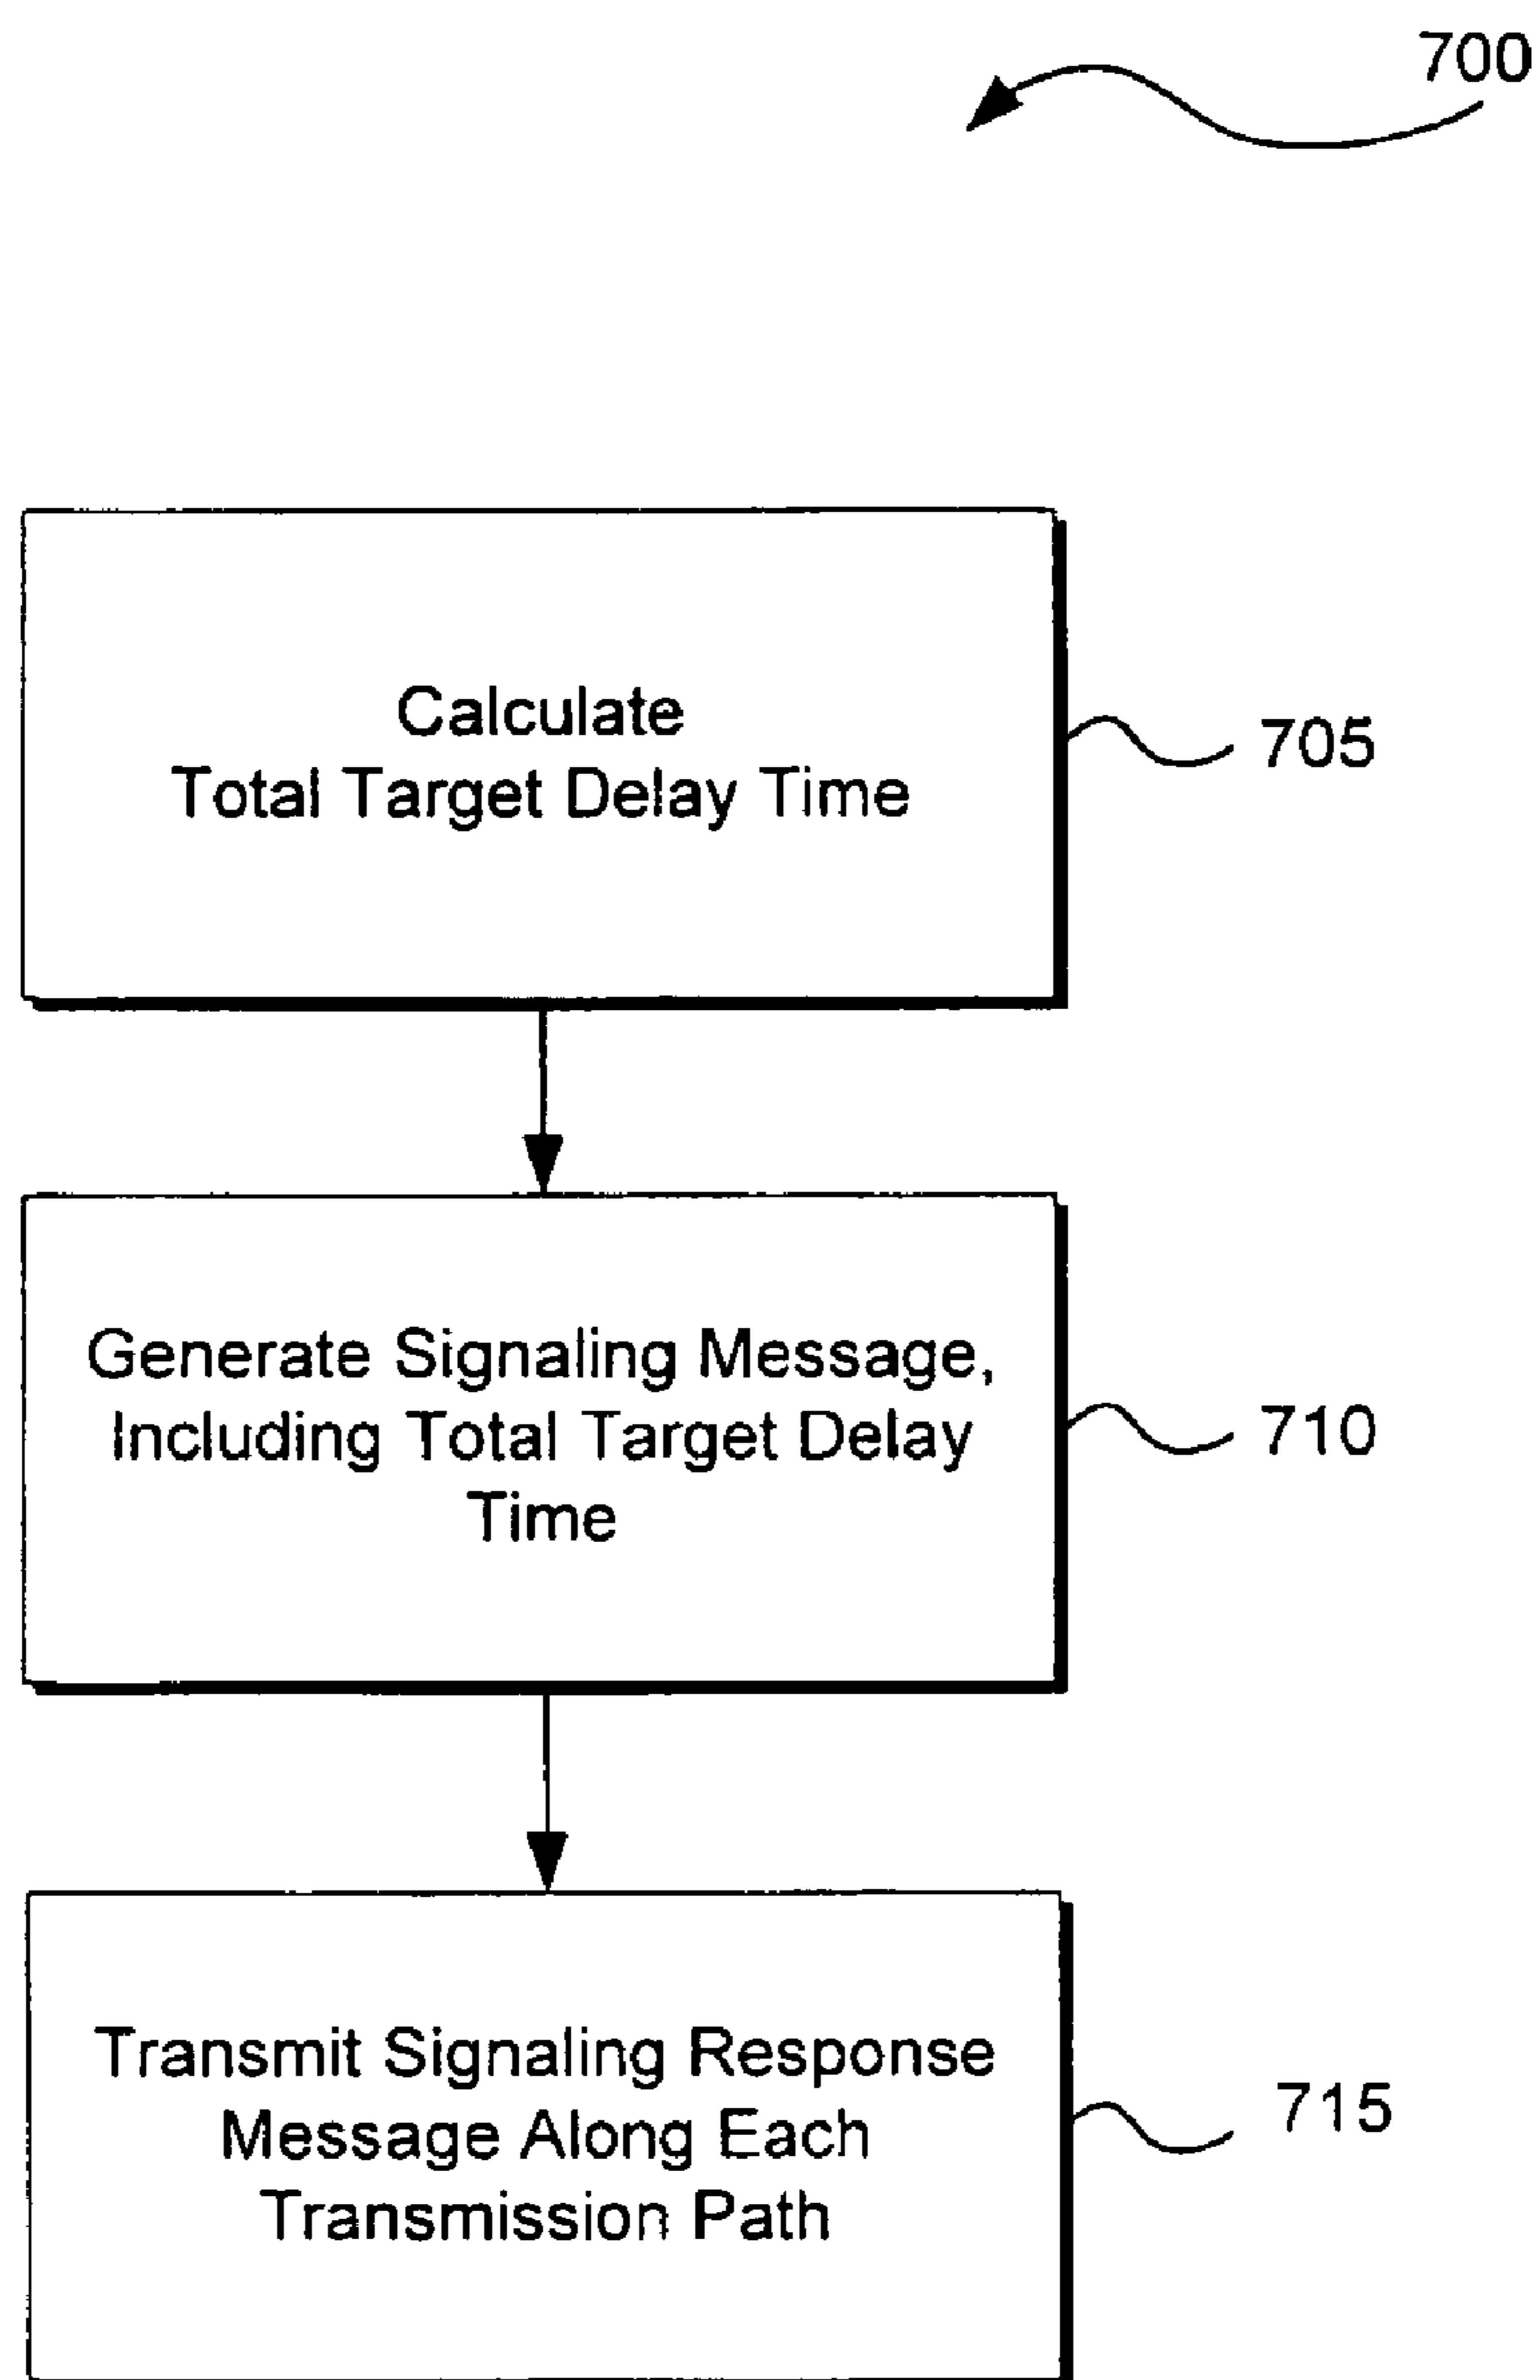 700
Calculate
Total Target Delay Time
705
Generate Signaling Message,
Including Total Target Delay
Time
710
Transmit Signaling Response
Message Along Each
Transmission Path
715